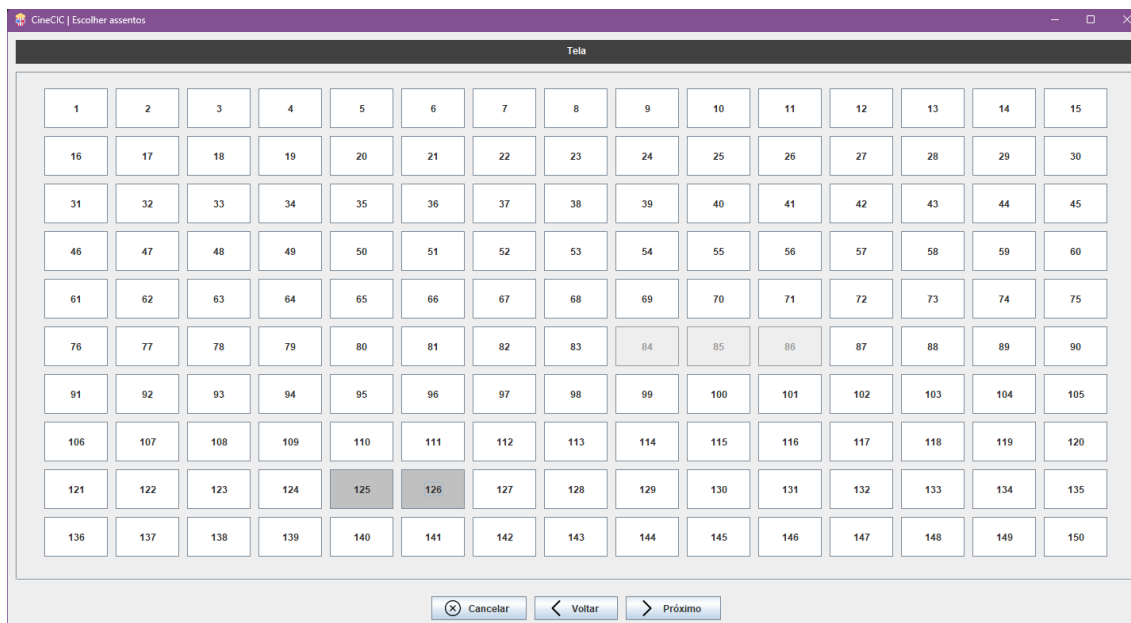 CineCIC | Escolher assentos
Tela
1 2 3 4 5 6 7 8 9 10 11 12 13 14 15
16 17 18 19 20 21 22 23 24 25 26 27 28 29 30
31 32 33 34 35 36 37 38 39 40 41 42 43 44 45
46 47 48 49 50 51 52 53 54 55 56 57 58 59 60
61 62 63 64 65 66 67 68 69 70 71 72 73 74 75
76 77 78 79 80 81 82 83 84 85 86 87 88 89 90
91 92 93 94 95 96 97 98 99 100 101 102 103 104 105
106 107 108 109 110 111 112 113 114 115 116 117 118 119 120
121 122 123 124 125 126 127 128 129 130 131 132 133 134 135
136 137 138 139 140 141 142 143 144 145 146 147 148 149 150
Cancelar Voltar Próximo